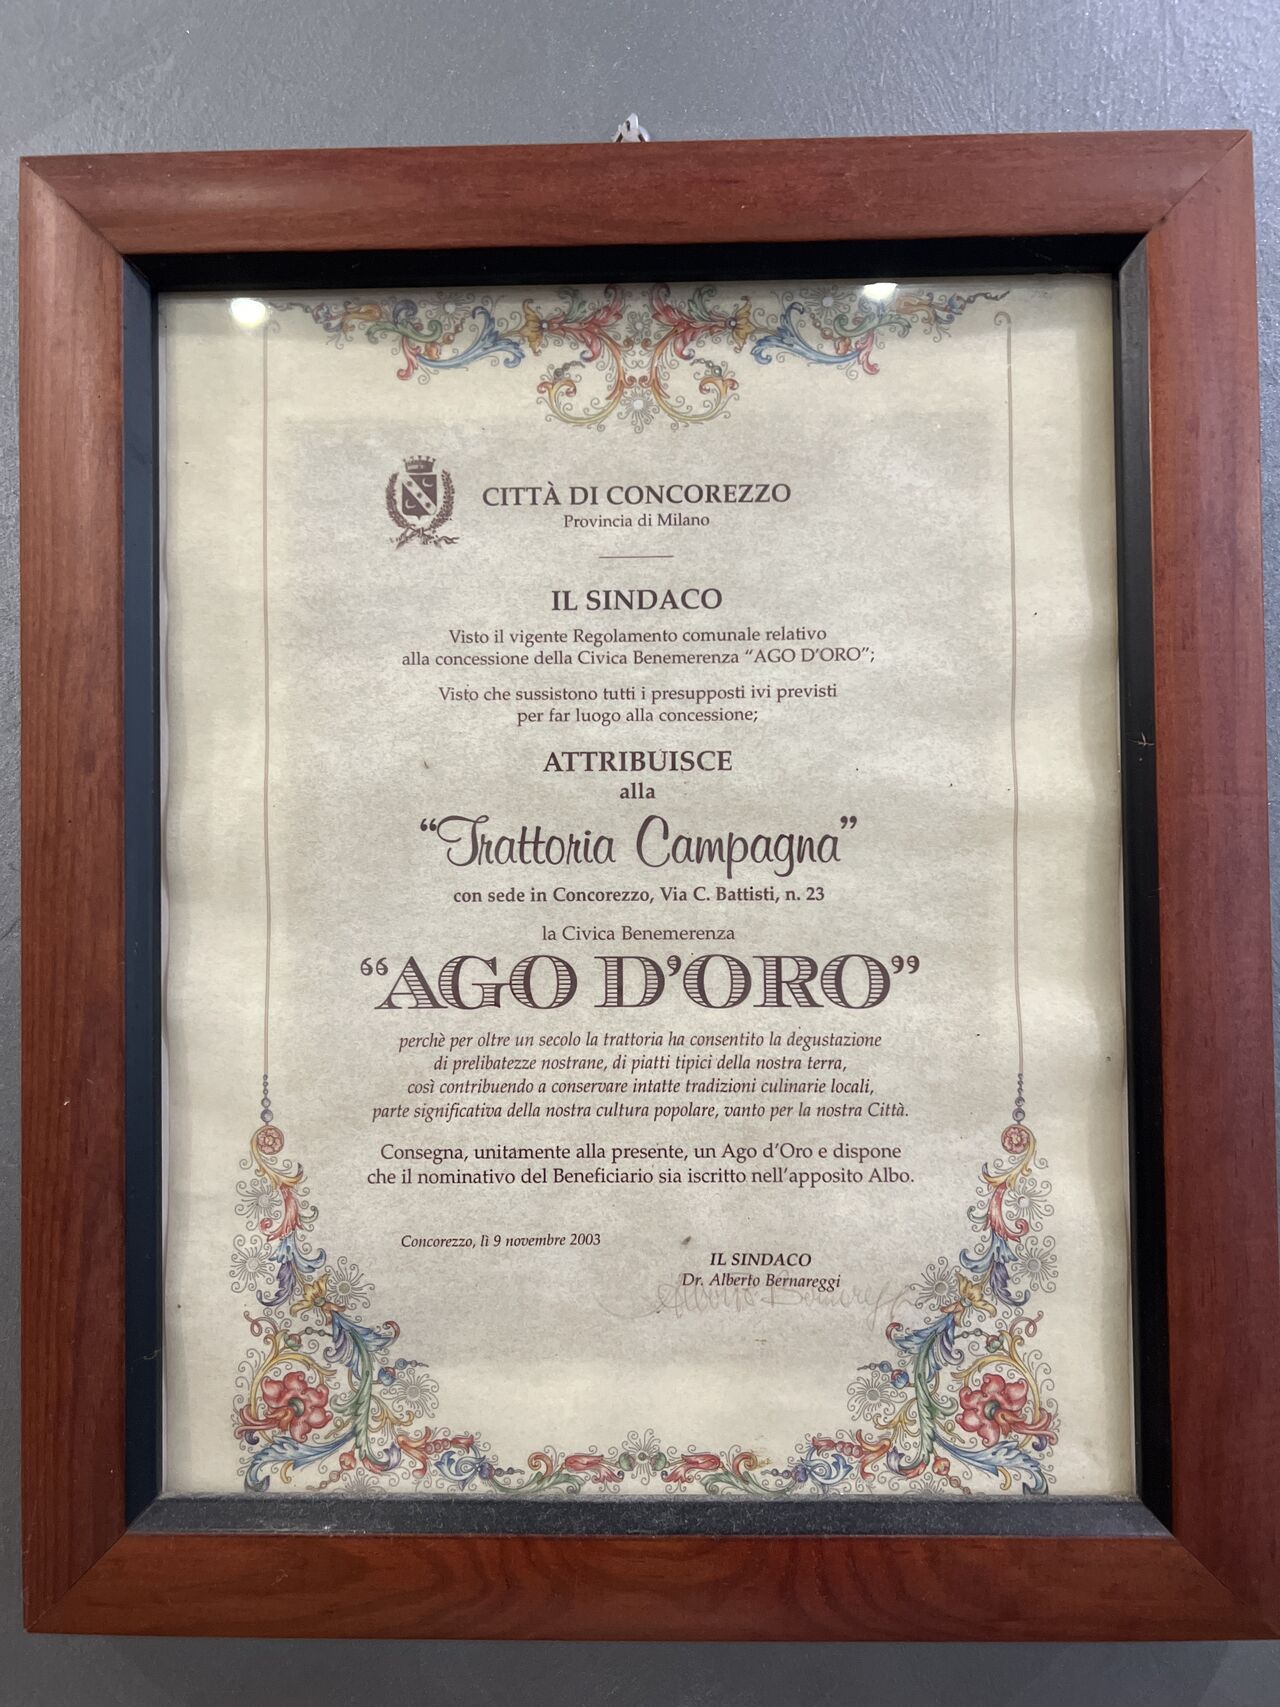 CITTÀ DI CONCOREZZO
Provincia di Milano
IL SINDACO
Visto il vigente Regolamento comunale relativo
alla concessione della Civica Benemerenza “AGO D’ORO”;
Visto che sussistono tutti i presupposti ivi previsti
per far luogo alla concessione;
ATTRIBUISCE
alla
“Trattoria Campagna”
con sede in Concorezzo, Via C. Battisti, n. 23
la Civica Benemerenza
“AGO D’ORO”
perchè per oltre un secolo la trattoria ha consentito la degustazione
di prelibatezze nostrane, di piatti tipici della nostra terra,
così contribuendo a conservare intatte tradizioni culinarie locali,
parte significativa della nostra cultura popolare, vanto per la nostra Città.
Consegna, unitamente alla presente, un Ago d’Oro e dispone
che il nominativo del Beneficiario sia iscritto nell’apposito Albo.
Concorezzo, lì 9 novembre 2003
IL SINDACO
Dr. Alberto Bernareggi
Alberto Bernareggi